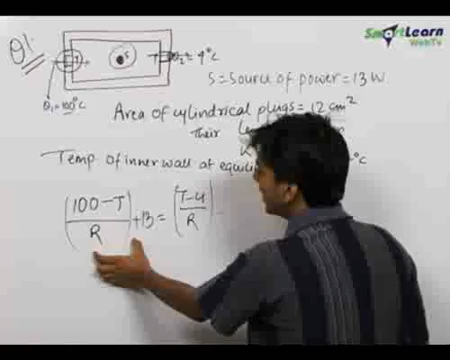 SmartLearn
WebTv
Q1.
S
T
T
θ₂ = 4°C
S = Source of power = 13 W
θ₁ = 100°C
Area of cylindrical plugs = 12 cm²
Their
Temp of inner wall at °C
(100 - T / R) + 13 = (T - 4 / R)